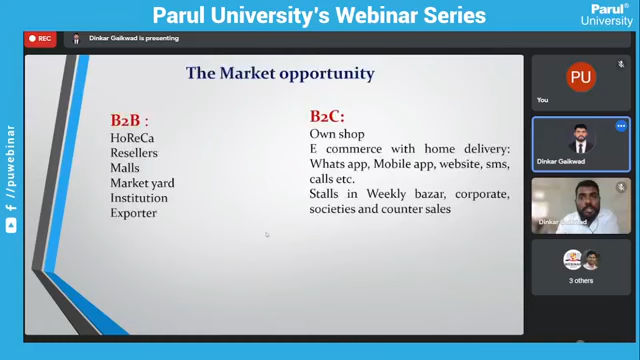 Parul University's Webinar Series
Parul®
University
REC
Dinkar Gaikwad is presenting
The Market opportunity
B2B :
HoReCa
Resellers
Malls
Market yard
Institution
Exporter
B2C:
Own shop
E commerce with home delivery:
Whats app, Mobile app, website, sms,
calls etc.
Stalls in Weekly bazar, corporate,
societies and counter sales
PU
You
Dinkar Gaikwad
Dinkar Gaikwad
3 others
/puwebinar